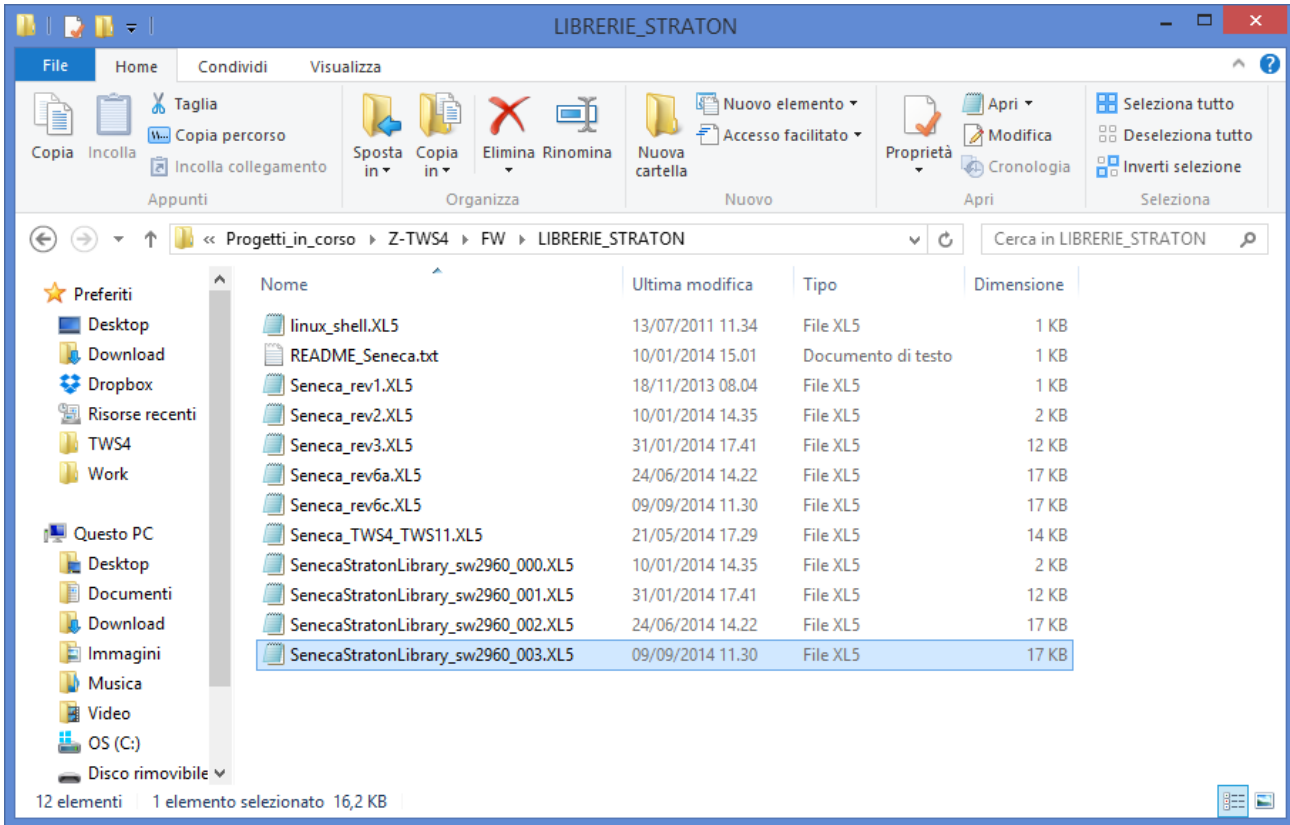 LIBRERIE_STRATON
File Home Condividi Visualizza
Copia
Incolla
Taglia
Copia percorso
Incolla collegamento
Appunti
Sposta in
Copia in
Elimina
Rinomina
Organizza
Nuova cartella
Nuovo elemento
Accesso facilitato
Nuovo
Proprietà
Apri
Modifica
Cronologia
Apri
Seleziona tutto
Deseleziona tutto
Inverti selezione
Seleziona
« Progetti_in_corso Z-TWS4 FW LIBRERIE_STRATON
Cerca in LIBRERIE_STRATON
Preferiti
Desktop
Download
Dropbox
Risorse recenti
TWS4
Work
Questo PC
Desktop
Documenti
Download
Immagini
Musica
Video
OS (C:)
Disco rimovibile
Nome Ultima modifica Tipo Dimensione
linux_shell.XL5 13/07/2011 11.34 File XL5 1 KB
README_Seneca.txt 10/01/2014 15.01 Documento di testo 1 KB
Seneca_rev1.XL5 18/11/2013 08.04 File XL5 1 KB
Seneca_rev2.XL5 10/01/2014 14.35 File XL5 2 KB
Seneca_rev3.XL5 31/01/2014 17.41 File XL5 12 KB
Seneca_rev6a.XL5 24/06/2014 14.22 File XL5 17 KB
Seneca_rev6c.XL5 09/09/2014 11.30 File XL5 17 KB
Seneca_TWS4_TWS11.XL5 21/05/2014 17.29 File XL5 14 KB
SenecaStratonLibrary_sw2960_000.XL5 10/01/2014 14.35 File XL5 2 KB
SenecaStratonLibrary_sw2960_001.XL5 31/01/2014 17.41 File XL5 12 KB
SenecaStratonLibrary_sw2960_002.XL5 24/06/2014 14.22 File XL5 17 KB
SenecaStratonLibrary_sw2960_003.XL5 09/09/2014 11.30 File XL5 17 KB
12 elementi 1 elemento selezionato 16,2 KB